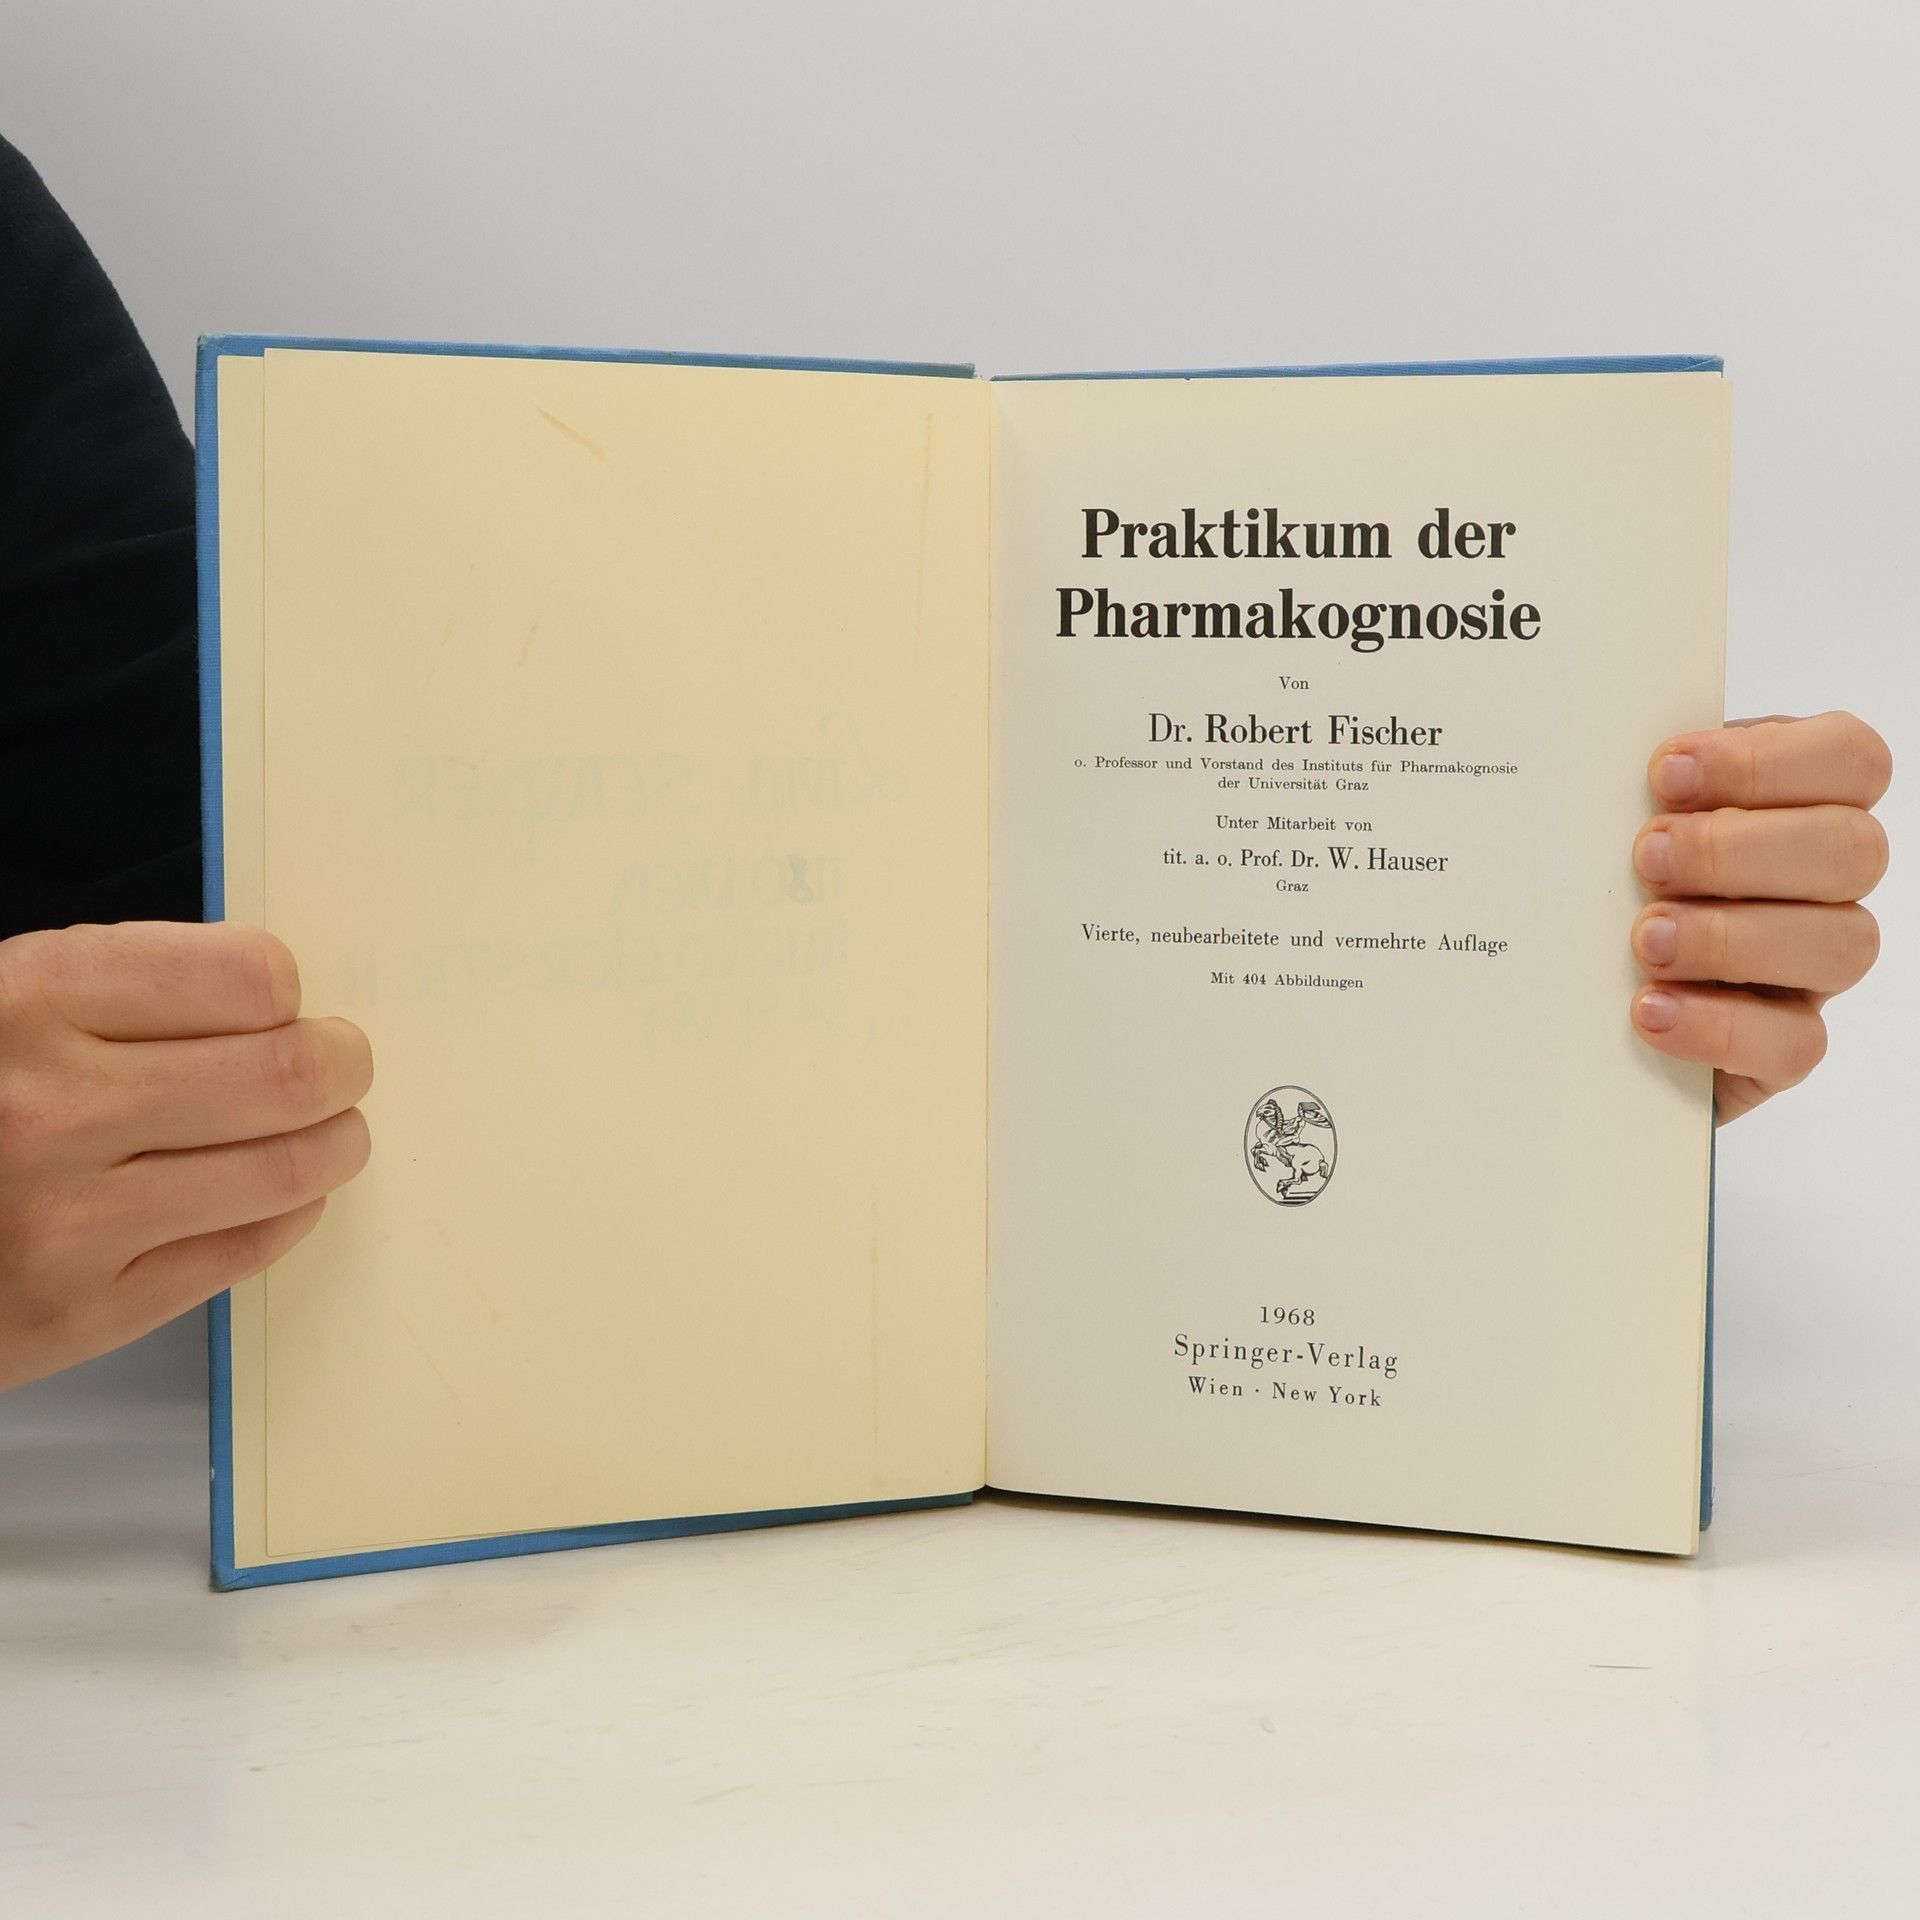 Praktikum der
Pharmakognosie
Von
Dr. Robert Fischer
o. Professor und Vorstand des Instituts für Pharmakognosie
der Universität Graz
Unter Mitarbeit von
tit. a. o. Prof. Dr. W. Hauser
Graz
Vierte, neubearbeitete und vermehrte Auflage
Mit 404 Abbildungen
1968
Springer-Verlag
Wien · New York